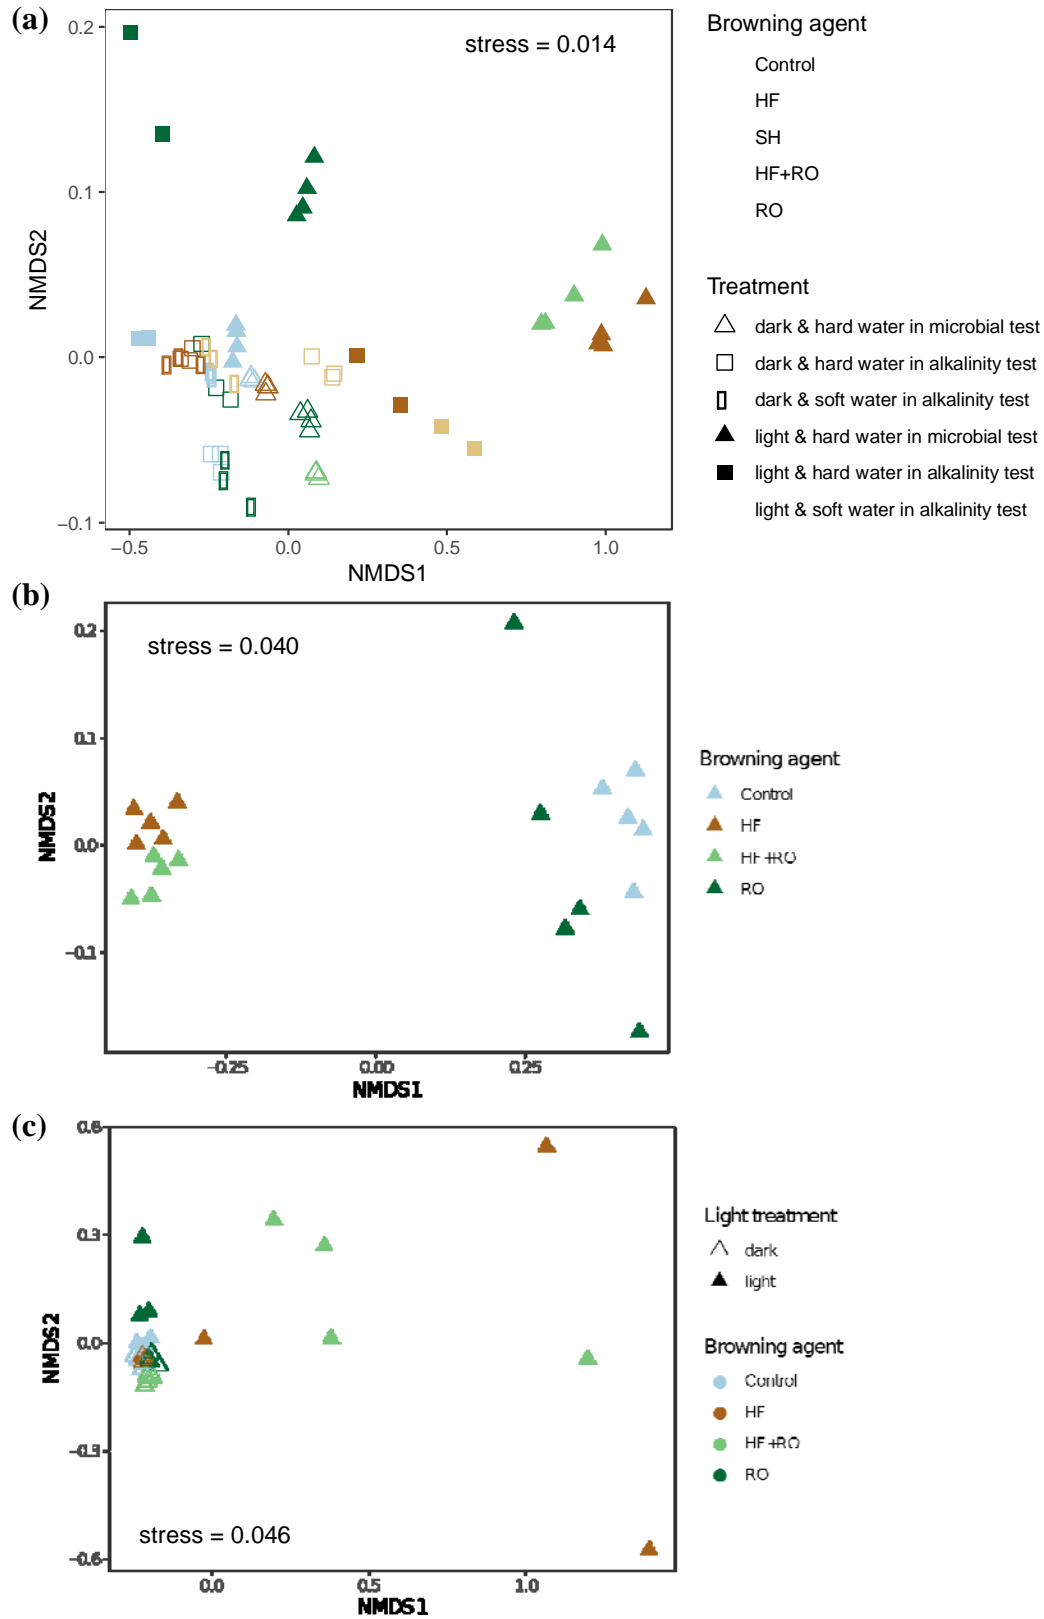 (a)
stress = 0.014
0.2
0.1
0.0
−0.1
NMDS2
−0.5
0.0
0.5
1.0
NMDS1
Browning agent
Control
HF
SH
HF+RO
RO
Treatment
dark & hard water in microbial test
dark & hard water in alkalinity test
dark & soft water in alkalinity test
light & hard water in microbial test
light & hard water in alkalinity test
light & soft water in alkalinity test
(b)
stress = 0.040
0.2
0.1
0.0
−0.1
NMDS2
−0.25
0.00
0.25
NMDS1
Browning agent
Control
HF
HF+RO
RO
(c)
0.6
0.3
0.0
−0.3
−0.6
NMDS2
stress = 0.046
0.0
0.5
1.0
NMDS1
Light treatment
dark
light
Browning agent
Control
HF
HF+RO
RO